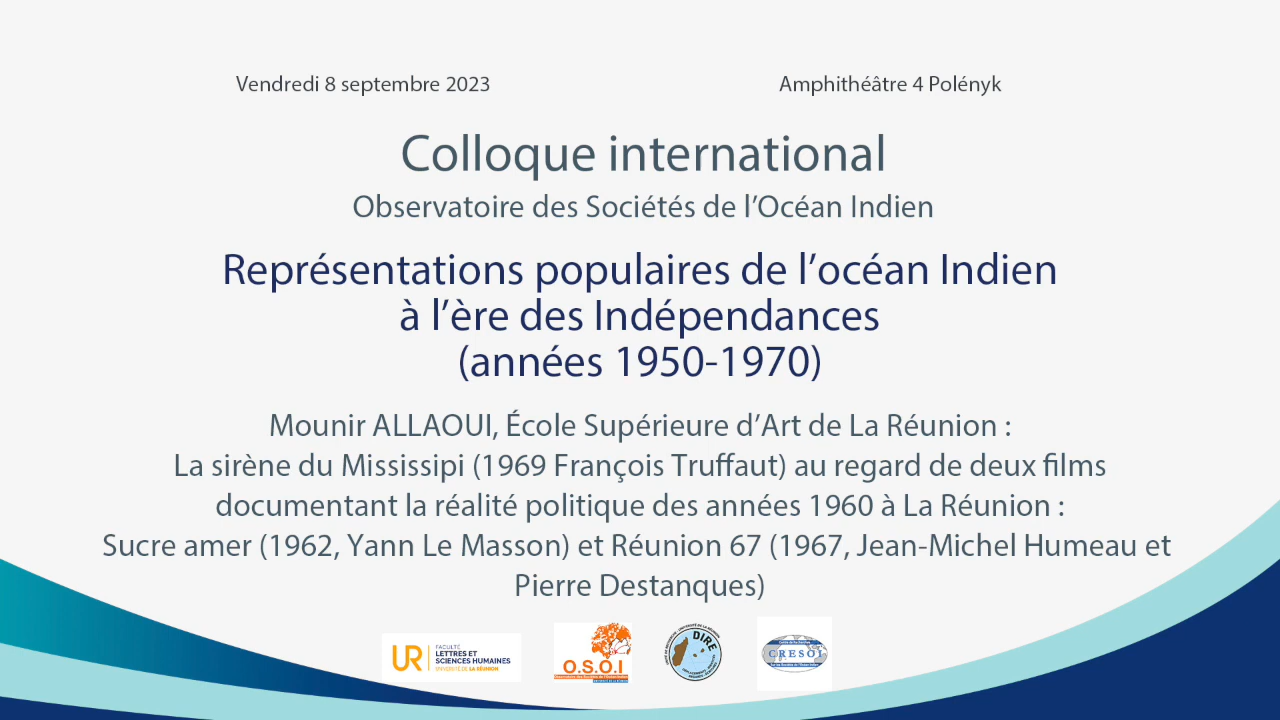 Vendredi 8 septembre 2023
Amphithéâtre 4 Polényk
Colloque international
Observatoire des Sociétés de l’Océan Indien
Représentations populaires de l’océan Indien
à l’ère des Indépendances
(années 1950-1970)
Mounir ALLAOUI, École Supérieure d’Art de La Réunion :
La sirène du Mississipi (1969 François Truffaut) au regard de deux films
documentant la réalité politique des années 1960 à La Réunion :
Sucre amer (1962, Yann Le Masson) et Réunion 67 (1967, Jean-Michel Humeau et
Pierre Destanques)
UR
FACULTÉ
LETTRES ET
SCIENCES HUMAINES
UNIVERSITÉ DE LA RÉUNION
O.S.O.I
DIRE
CRESOI